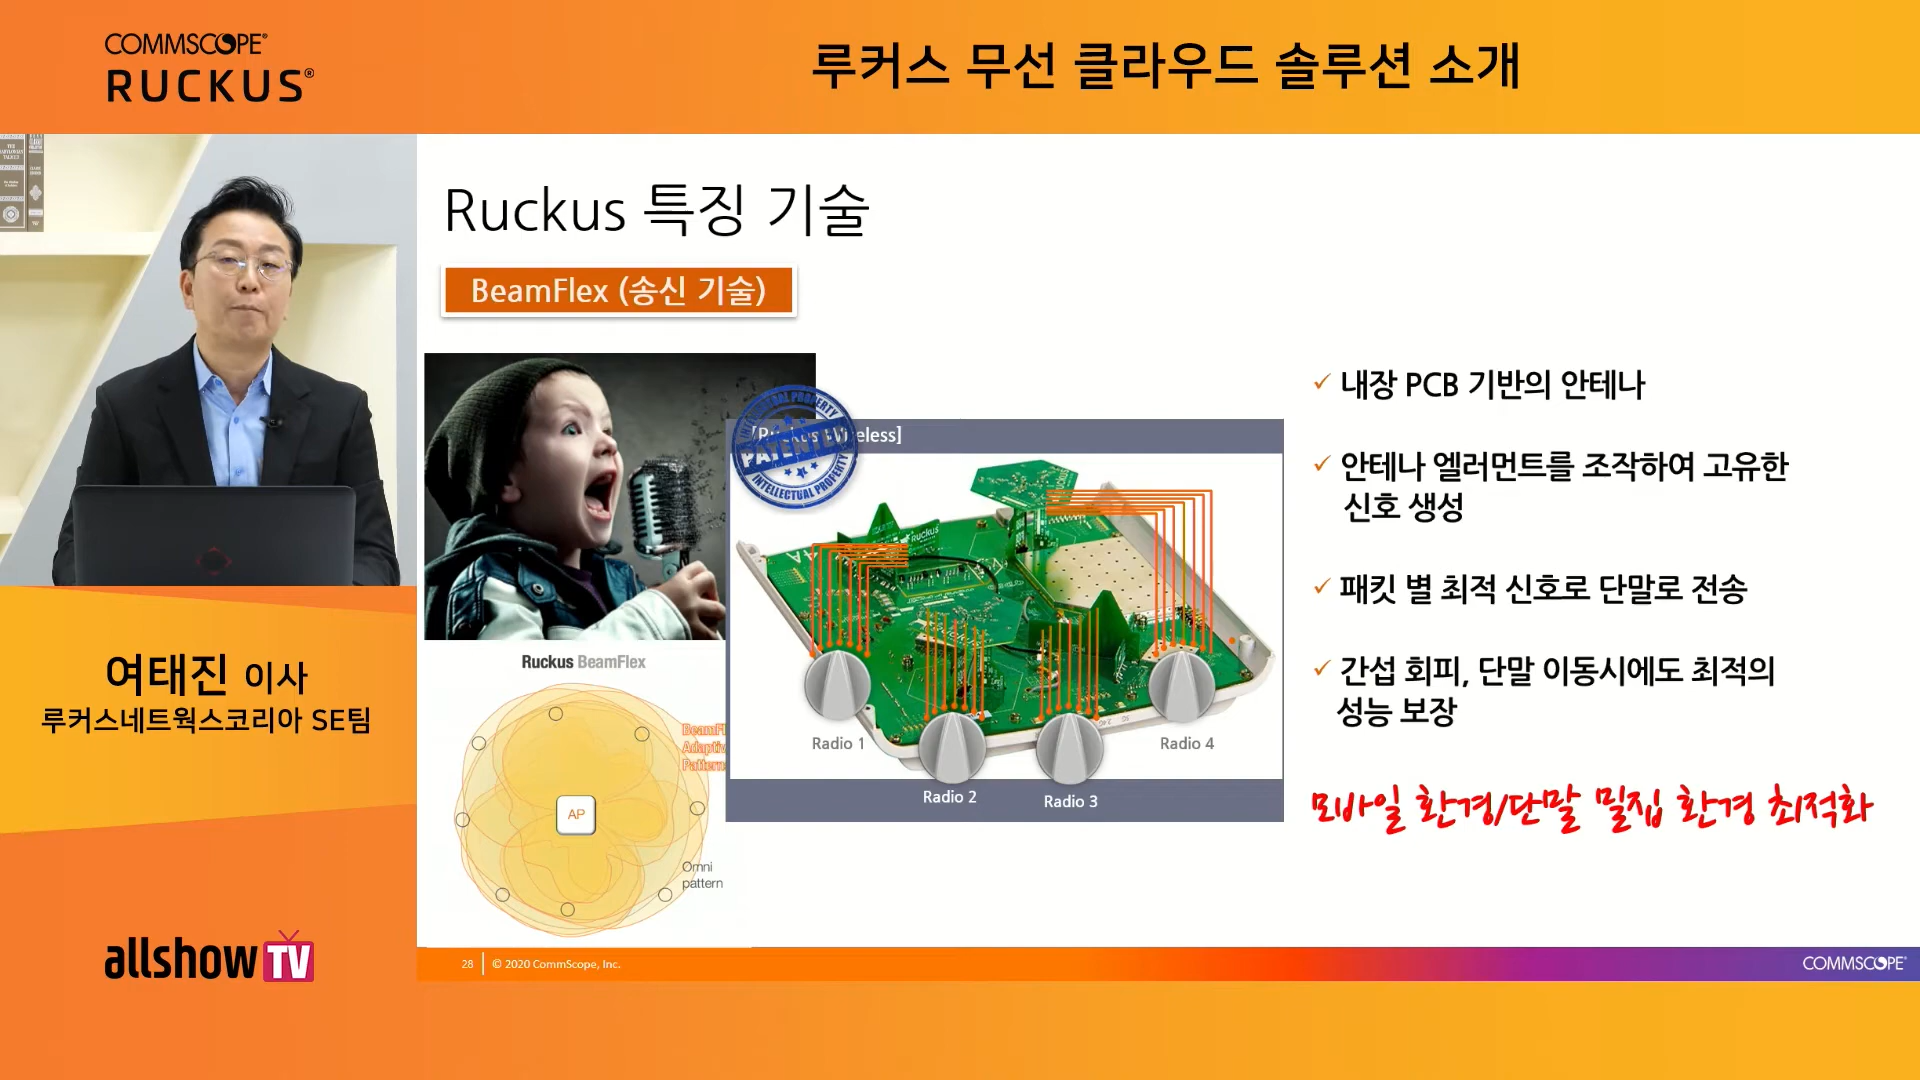 COMMSCOPE®
RUCKUS®
루커스 무선 클라우드 솔루션 소개
Ruckus 특징 기술
BeamFlex (송신 기술)
[Ruckus Wireless]
INTELLECTUAL PROPERTY
PATENTED
INTELLECTUAL PROPERTY
RUCKUS
Radio 1
Radio 2
Radio 3
Radio 4
Ruckus BeamFlex
AP
Omni
pattern
✓ 내장 PCB 기반의 안테나
✓ 안테나 엘러먼트를 조작하여 고유한
신호 생성
✓ 패킷 별 최적 신호로 단말로 전송
✓ 간섭 회피, 단말 이동시에도 최적의
성능 보장
모바일 환경/단말 밀집 환경 최적화
여태진 이사
루커스네트웍스코리아 SE팀
allshow TV
28 © 2020 CommScope, Inc.
COMMSCOPE®